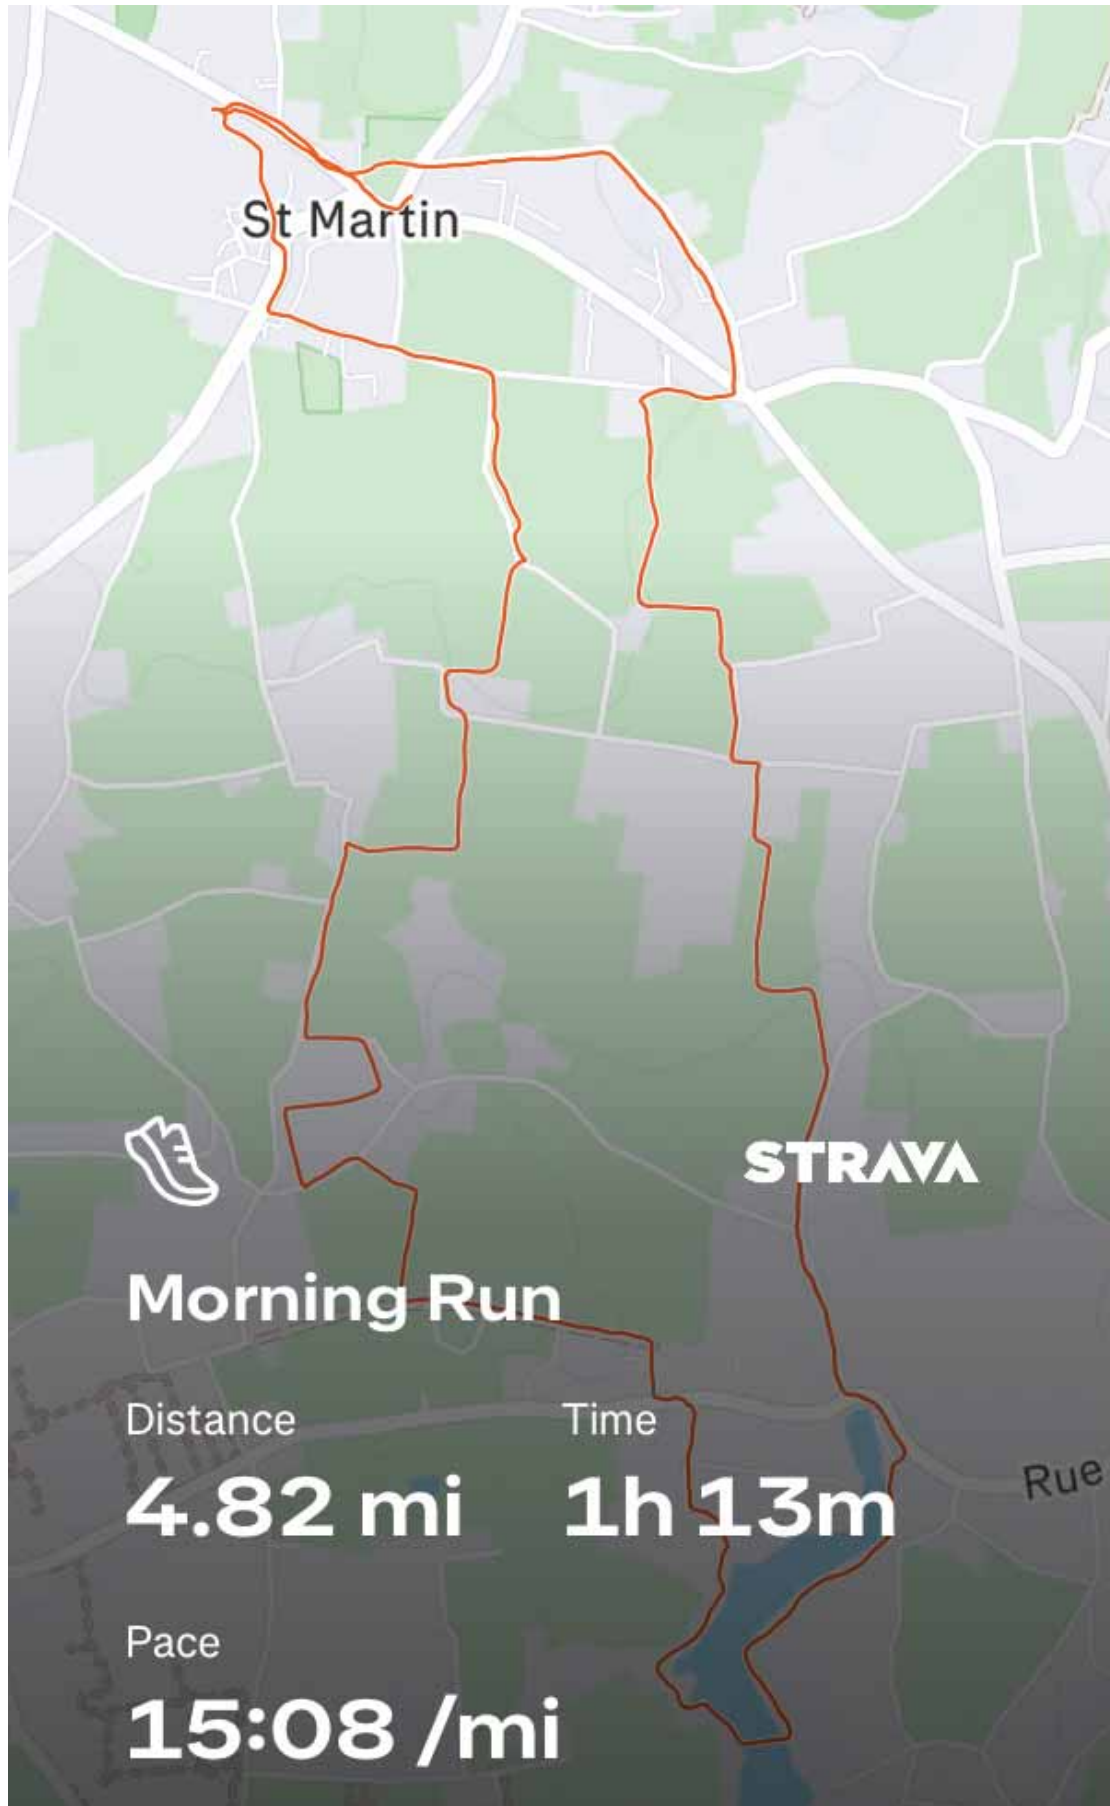 St Martin
STRAVA
Morning Run
Distance
Time
4.82 mi
1h 13m
Rue
Pace
15:08 /mi